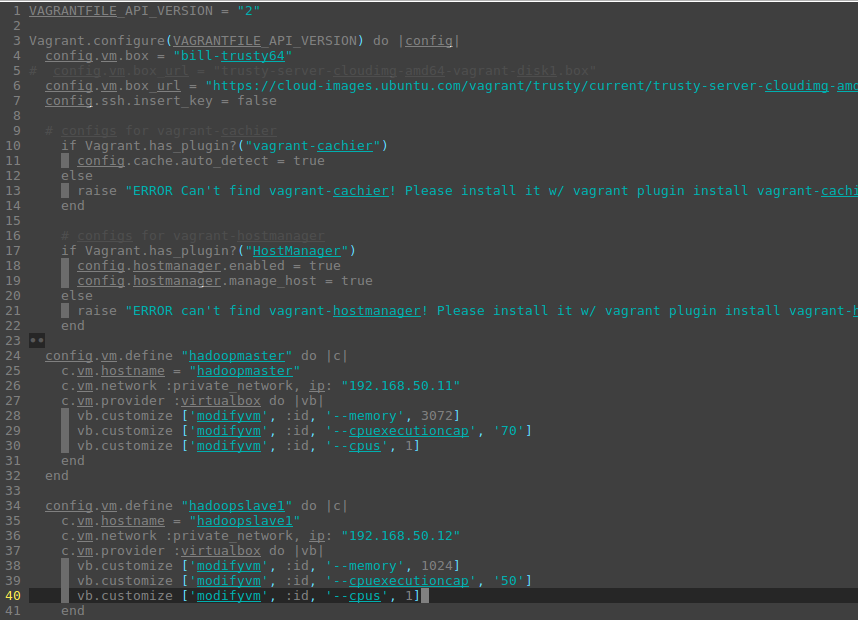 1 VAGRANTFILE_API_VERSION = "2"
2
3 Vagrant.configure(VAGRANTFILE_API_VERSION) do |config|
4   config.vm.box = "bill-trusty64"
5 #  config.vm.box_url = "trusty-server-cloudimg-amd64-vagrant-disk1.box"
6   config.vm.box_url = "https://cloud-images.ubuntu.com/vagrant/trusty/current/trusty-server-cloudimg-amd
7   config.ssh.insert_key = false
8
9   # configs for vagrant-cachier
10     if Vagrant.has_plugin?("vagrant-cachier")
11       config.cache.auto_detect = true
12     else
13       raise "ERROR Can't find vagrant-cachier! Please install it w/ vagrant plugin install vagrant-cachi
14     end
15
16     # configs for vagrant-hostmanager
17     if Vagrant.has_plugin?("HostManager")
18       config.hostmanager.enabled = true
19       config.hostmanager.manage_host = true
20     else
21       raise "ERROR can't find vagrant-hostmanager! Please install it w/ vagrant plugin install vagrant-h
22     end
23 ••
24   config.vm.define "hadoopmaster" do |c|
25     c.vm.hostname = "hadoopmaster"
26     c.vm.network :private_network, ip: "192.168.50.11"
27     c.vm.provider :virtualbox do |vb|
28       vb.customize ['modifyvm', :id, '--memory', 3072]
29       vb.customize ['modifyvm', :id, '--cpuexecutioncap', '70']
30       vb.customize ['modifyvm', :id, '--cpus', 1]
31     end
32   end
33
34   config.vm.define "hadoopslave1" do |c|
35     c.vm.hostname = "hadoopslave1"
36     c.vm.network :private_network, ip: "192.168.50.12"
37     c.vm.provider :virtualbox do |vb|
38       vb.customize ['modifyvm', :id, '--memory', 1024]
39       vb.customize ['modifyvm', :id, '--cpuexecutioncap', '50']
40       vb.customize ['modifyvm', :id, '--cpus', 1]
41     end